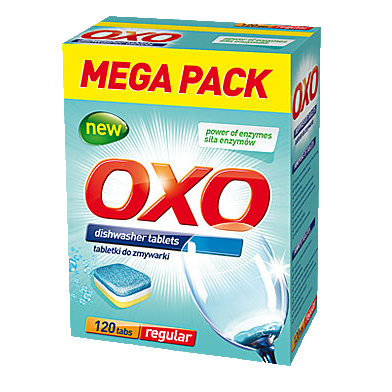 MEGA PACK
new
power of enzymes
siła enzymów
OXO
dishwasher tablets
tabletki do zmywarki
120 tabs regular
OXO